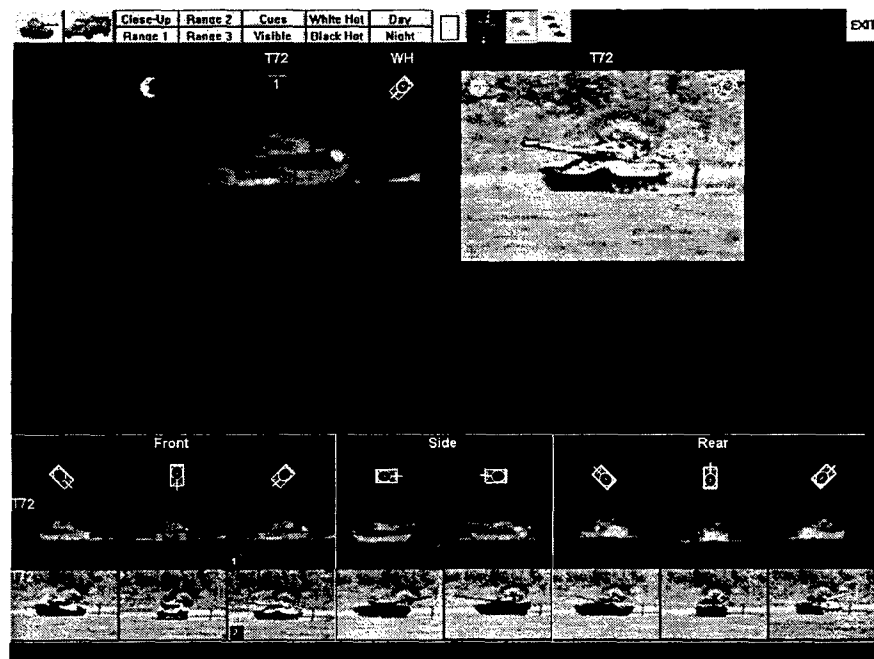 Close-Up Range 2 Cues White Hot Day
Range 1 Range 3 Visible Black Hot Night
EXIT
T72 WH T72
1
Front Side Rear
T72
1
T72
2